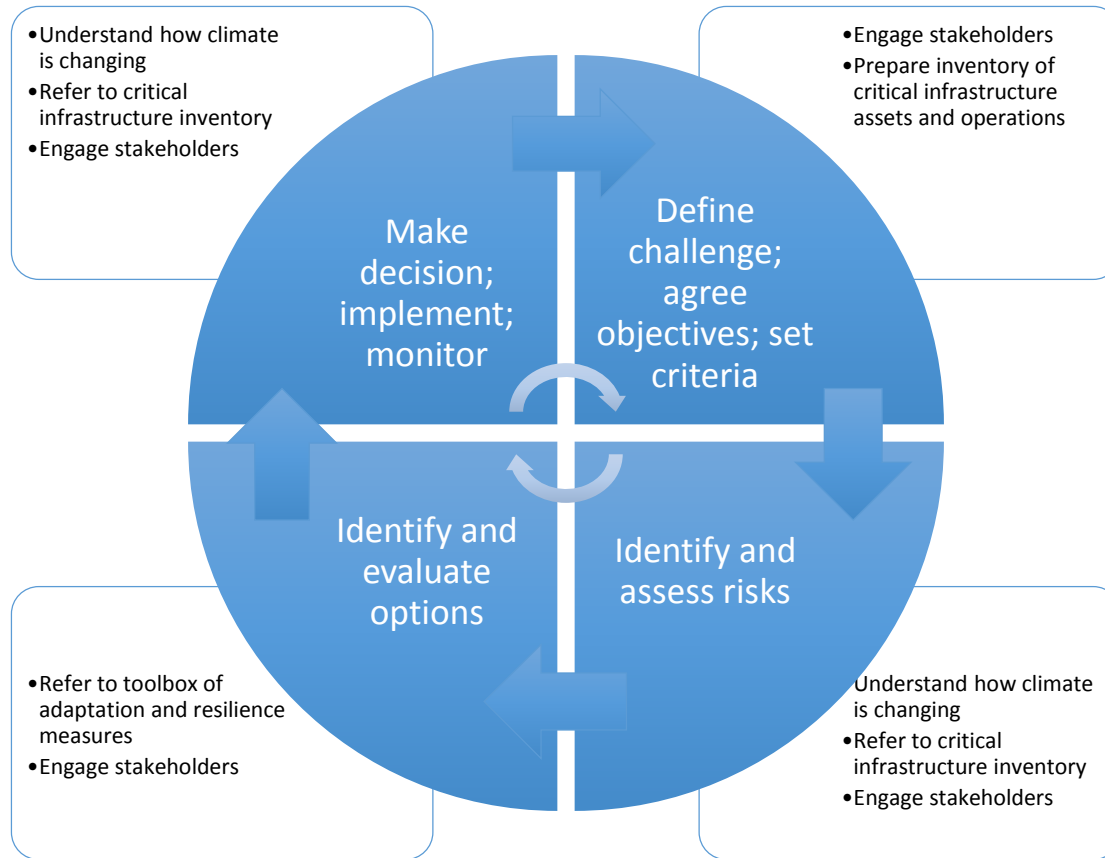 •Understand how climate
is changing
•Refer to critical
infrastructure inventory
•Engage stakeholders
•Engage stakeholders
•Prepare inventory of
critical infrastructure
assets and operations
Make
decision;
implement;
monitor
Define
challenge;
agree
objectives; set
criteria
Identify and
evaluate
options
Identify and
assess risks
•Refer to toolbox of
adaptation and resilience
measures
•Engage stakeholders
Understand how climate
is changing
•Refer to critical
infrastructure inventory
•Engage stakeholders